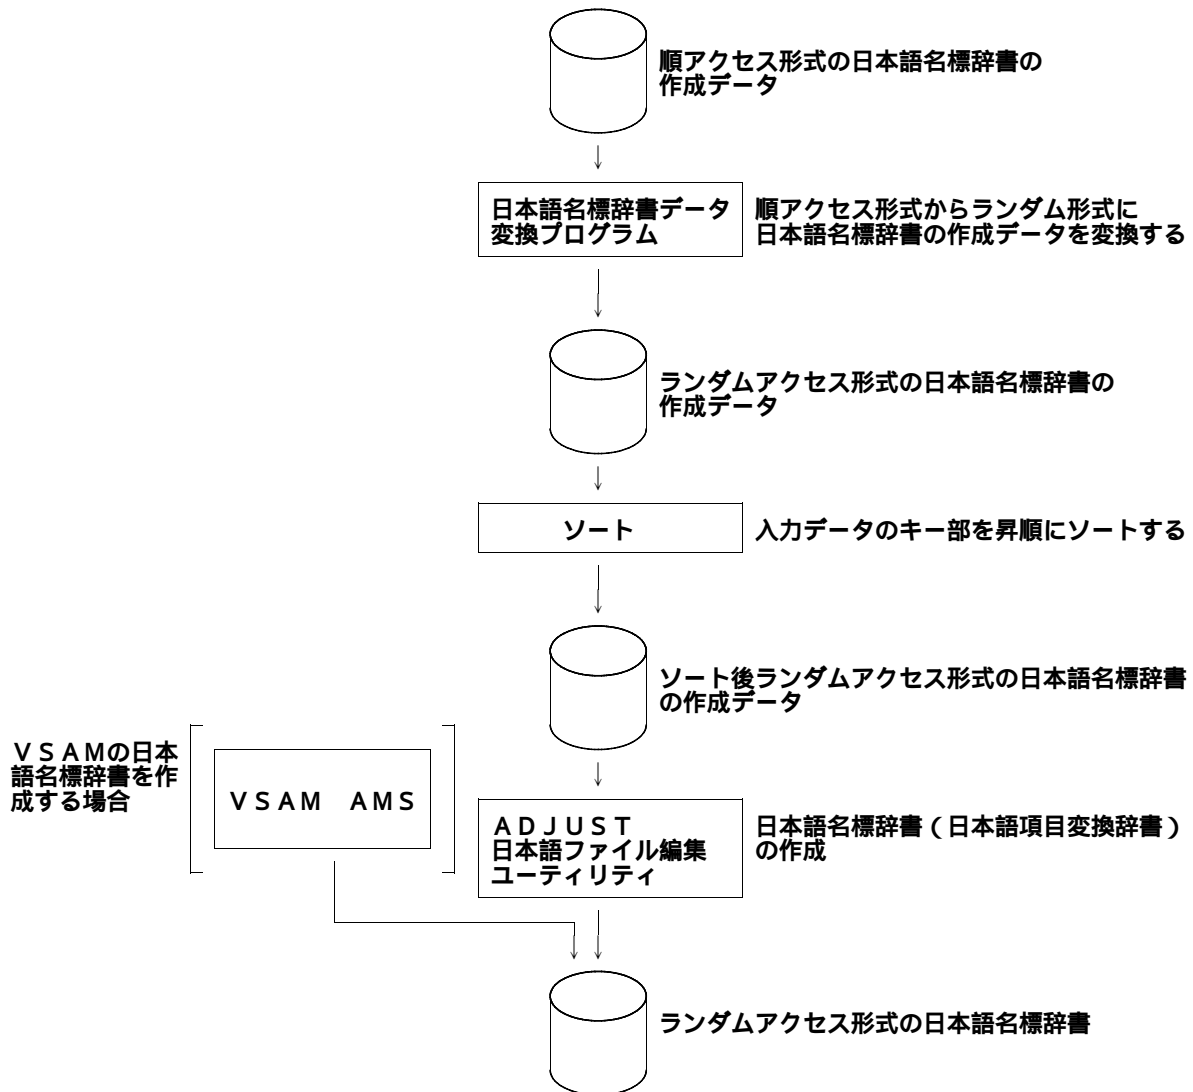 順アクセス形式の日本語名標辞書の
作成データ
日本語名標辞書データ
変換プログラム
順アクセス形式からランダム形式に
日本語名標辞書の作成データを変換する
ランダムアクセス形式の日本語名標辞書の
作成データ
ソート
入力データのキー部を昇順にソートする
ソート後ランダムアクセス形式の日本語名標辞書
の作成データ
ＶＳＡＭの日本
語名標辞書を作
成する場合
ＶＳＡＭ　ＡＭＳ
ＡＤＪＵＳＴ
日本語ファイル編集
ユーティリティ
日本語名標辞書（日本語項目変換辞書）
の作成
ランダムアクセス形式の日本語名標辞書